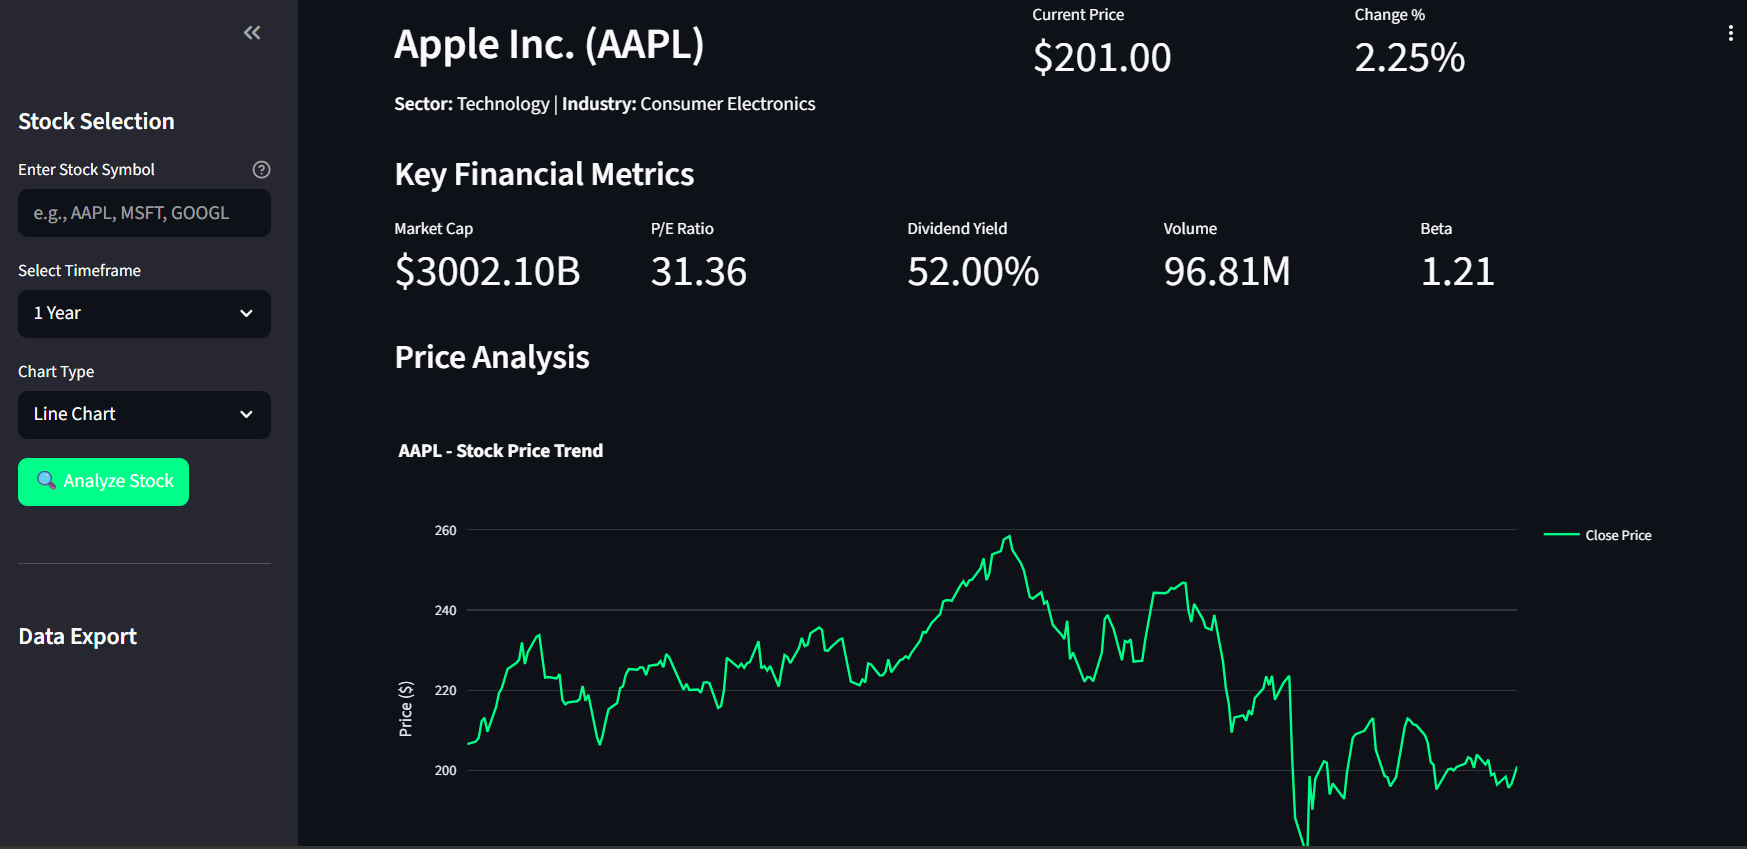 Stock Selection
Enter Stock Symbol
e.g., AAPL, MSFT, GOOGL
Select Timeframe
1 Year
Chart Type
Line Chart
Analyze Stock
Data Export
Apple Inc. (AAPL)
Sector: Technology | Industry: Consumer Electronics
Current Price
$201.00
Change %
2.25%
Key Financial Metrics
Market Cap
$3002.10B
P/E Ratio
31.36
Dividend Yield
52.00%
Volume
96.81M
Beta
1.21
Price Analysis
AAPL - Stock Price Trend
260
240
220
200
Price ($)
Close Price